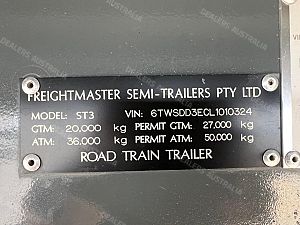 FREIGHTMASTER SEMI-TRAILERS PTY LTD
MODEL: ST3 VIN: 6TWSDD3ECL1010324
GTM: 20.000 kg PERMIT GTM: 27.000 kg
ATM: 36.000 kg PERMIT ATM: 50.000 kg
ROAD TRAIN TRAILER